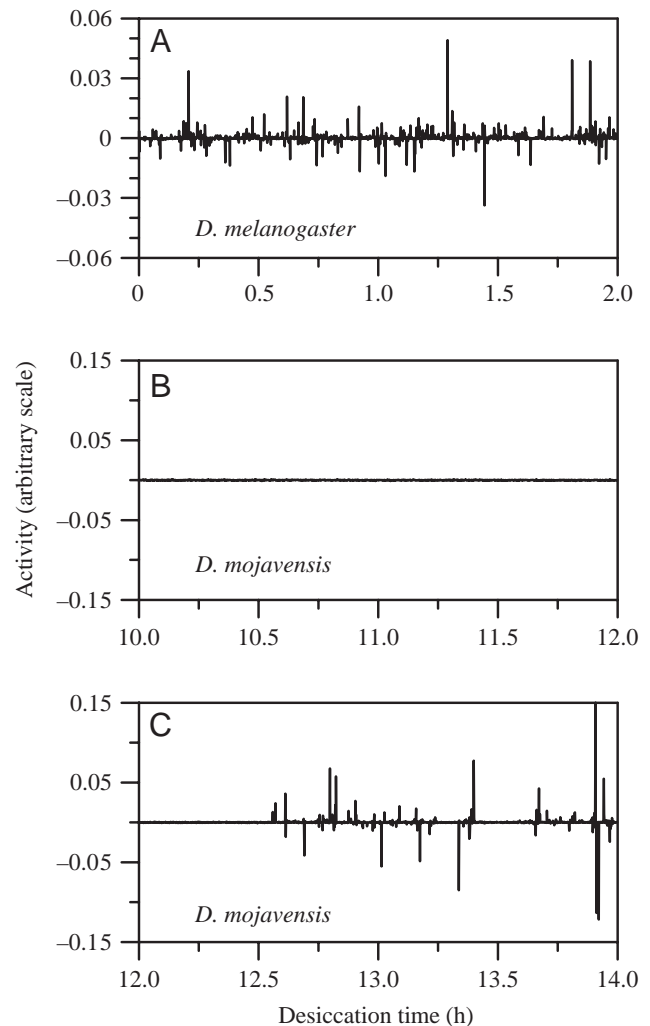 A
0.06
0.03
0
–0.03
–0.06
D. melanogaster
0 0.5 1.0 1.5 2.0
B
0.15
0.05
–0.05
–0.15
D. mojavensis
10.0 10.5 11.0 11.5 12.0
Activity (arbitrary scale)
C
0.15
0.05
–0.05
–0.15
D. mojavensis
12.0 12.5 13.0 13.5 14.0
Desiccation time (h)